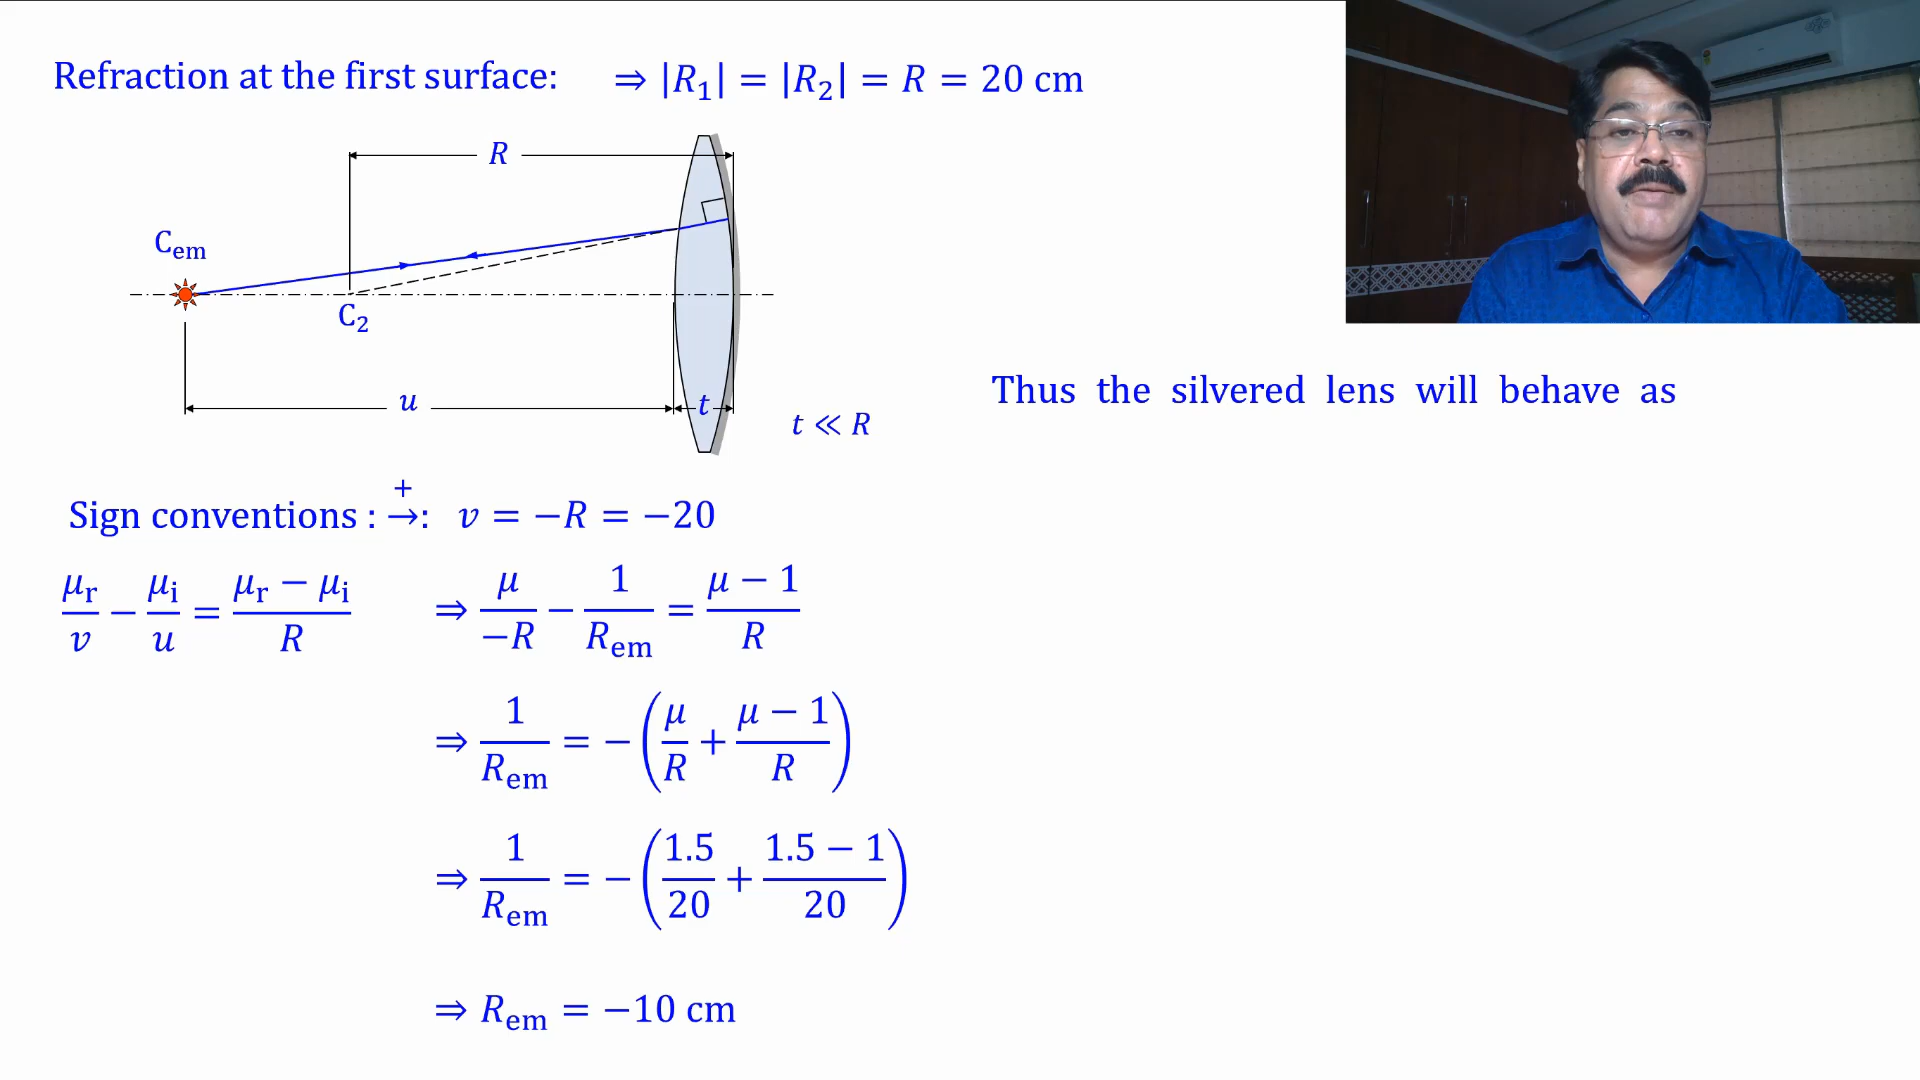 Refraction at the first surface: ⇒ |R₁| = |R₂| = R = 20 cm
R
C_em
C₂
u
t
t ≪ R
Thus the silvered lens will behave as
Sign conventions : +→: v = −R = −20
μ_r/v − μ_i/u = (μ_r − μ_i)/R ⇒ μ/−R − 1/R_em = (μ − 1)/R
⇒ 1/R_em = −(μ/R + (μ − 1)/R)
⇒ 1/R_em = −(1.5/20 + (1.5 − 1)/20)
⇒ R_em = −10 cm